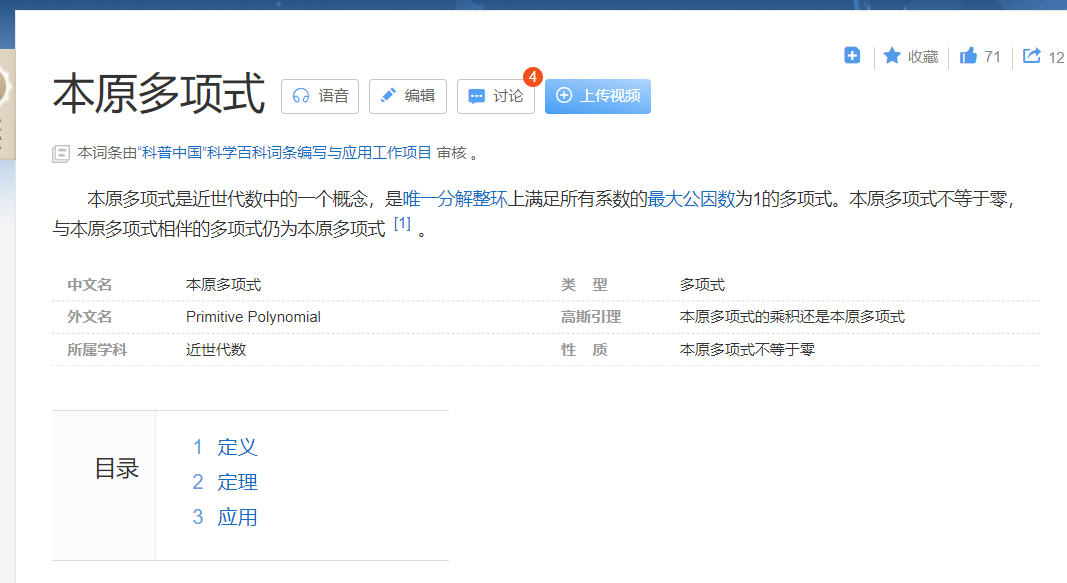 收藏 71 12
本原多项式 语音 编辑 讨论 4 上传视频
本词条由“科普中国”科学百科词条编写与应用工作项目 审核 。
本原多项式是近世代数中的一个概念，是唯一分解整环上满足所有系数的最大公因数为1的多项式。本原多项式不等于零，
与本原多项式相伴的多项式仍为本原多项式 [1] 。
中文名 本原多项式 类 型 多项式
外文名 Primitive Polynomial 高斯引理 本原多项式的乘积还是本原多项式
所属学科 近世代数 性 质 本原多项式不等于零
目录
1 定义
2 定理
3 应用